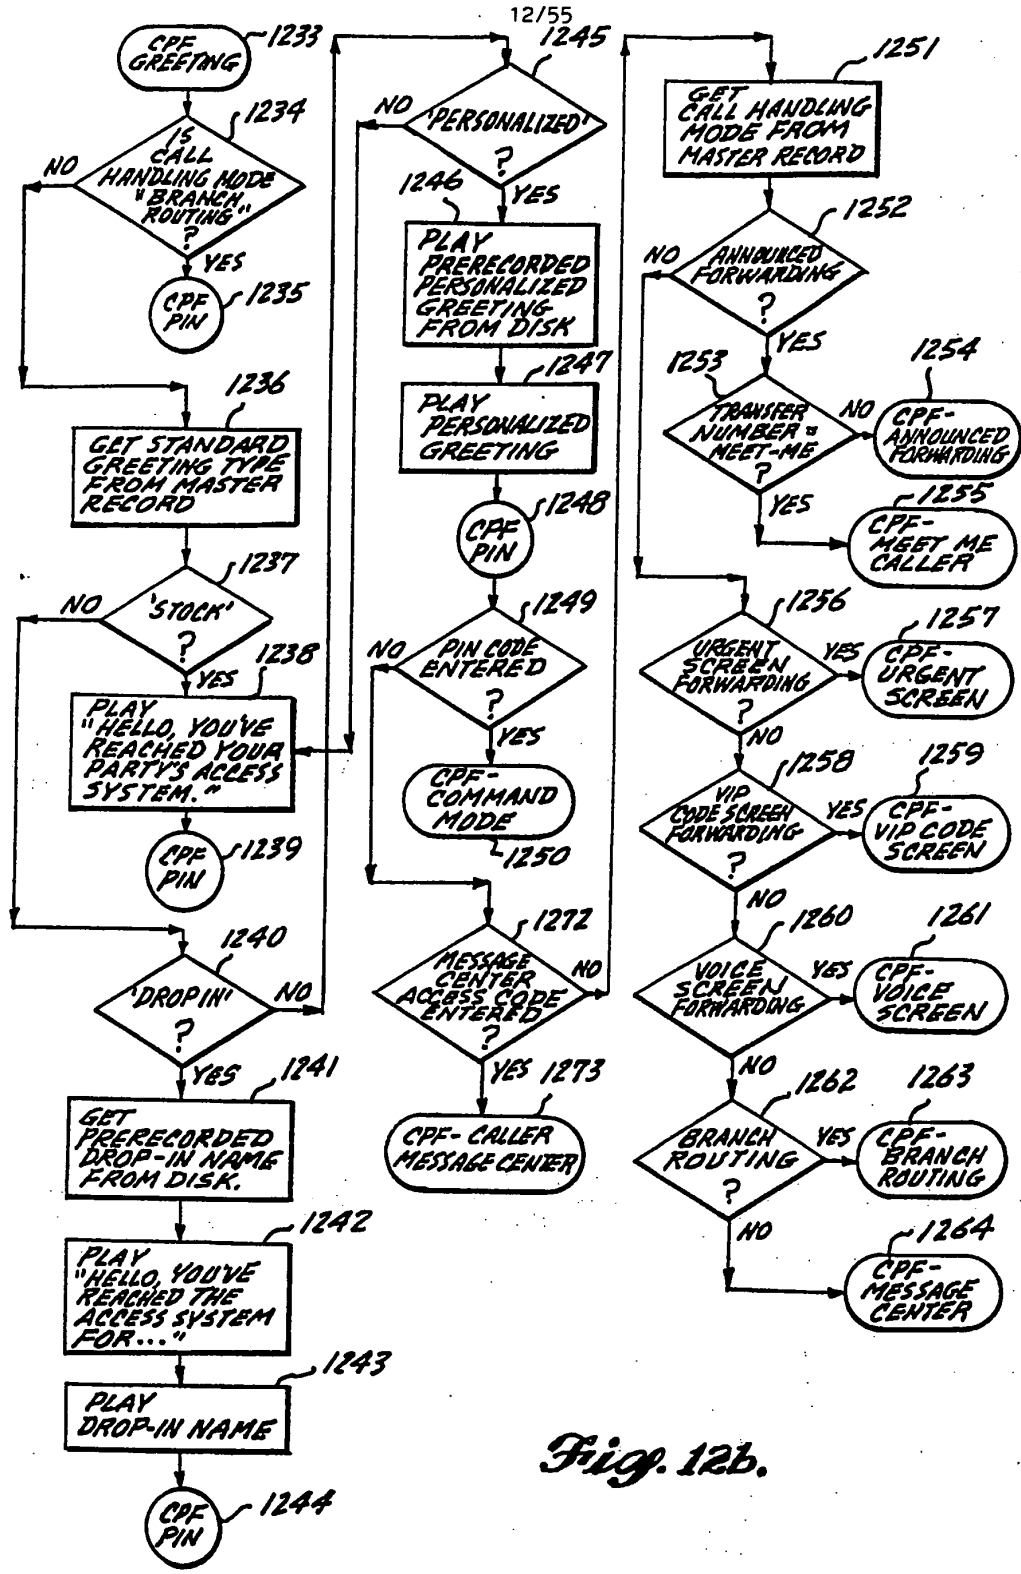 12/55
CPF
GREETING
1233
1234
IS
CALL
HANDLING MODE
"BRANCH
ROUTING"
?
NO
YES
CPF
PIN
1235
1236
GET STANDARD
GREETING TYPE
FROM MASTER
RECORD
1237
'STOCK'
?
NO
YES
1238
PLAY
"HELLO, YOU'VE
REACHED YOUR
PARTY'S ACCESS
SYSTEM."
CPF
PIN
1239
1240
'DROP IN'
?
NO
YES
1241
GET
PRERECORDED
DROP-IN NAME
FROM DISK.
1242
PLAY
"HELLO, YOU'VE
REACHED THE
ACCESS SYSTEM
FOR..."
1243
PLAY
DROP-IN NAME
CPF
PIN
1244
1245
'PERSONALIZED'
?
NO
YES
1246
PLAY
PRERECORDED
PERSONALIZED
GREETING
FROM DISK
1247
PLAY
PERSONALIZED
GREETING
1248
CPF
PIN
1249
PIN CODE
ENTERED
?
NO
YES
CPF-
COMMAND
MODE
1250
1272
MESSAGE
CENTER
ACCESS CODE
ENTERED
?
NO
YES
1273
CPF-CALLER
MESSAGE CENTER
1251
GET
CALL HANDLING
MODE FROM
MASTER RECORD
1252
ANNOUNCED
FORWARDING
?
NO
YES
1253
TRANSFER
NUMBER =
MEET-ME
?
NO
YES
1254
CPF-
ANNOUNCED
FORWARDING
1255
CPF-
MEET ME
CALLER
1256
URGENT
SCREEN
FORWARDING
?
YES
NO
1257
CPF-
URGENT
SCREEN
1258
VIP
CODE SCREEN
FORWARDING
?
YES
NO
1259
CPF-
VIP CODE
SCREEN
1260
VOICE
SCREEN
FORWARDING
?
YES
NO
1261
CPF-
VOICE
SCREEN
1262
BRANCH
ROUTING
?
YES
NO
1263
CPF-
BRANCH
ROUTING
1264
CPF-
MESSAGE
CENTER
Fig. 12b.